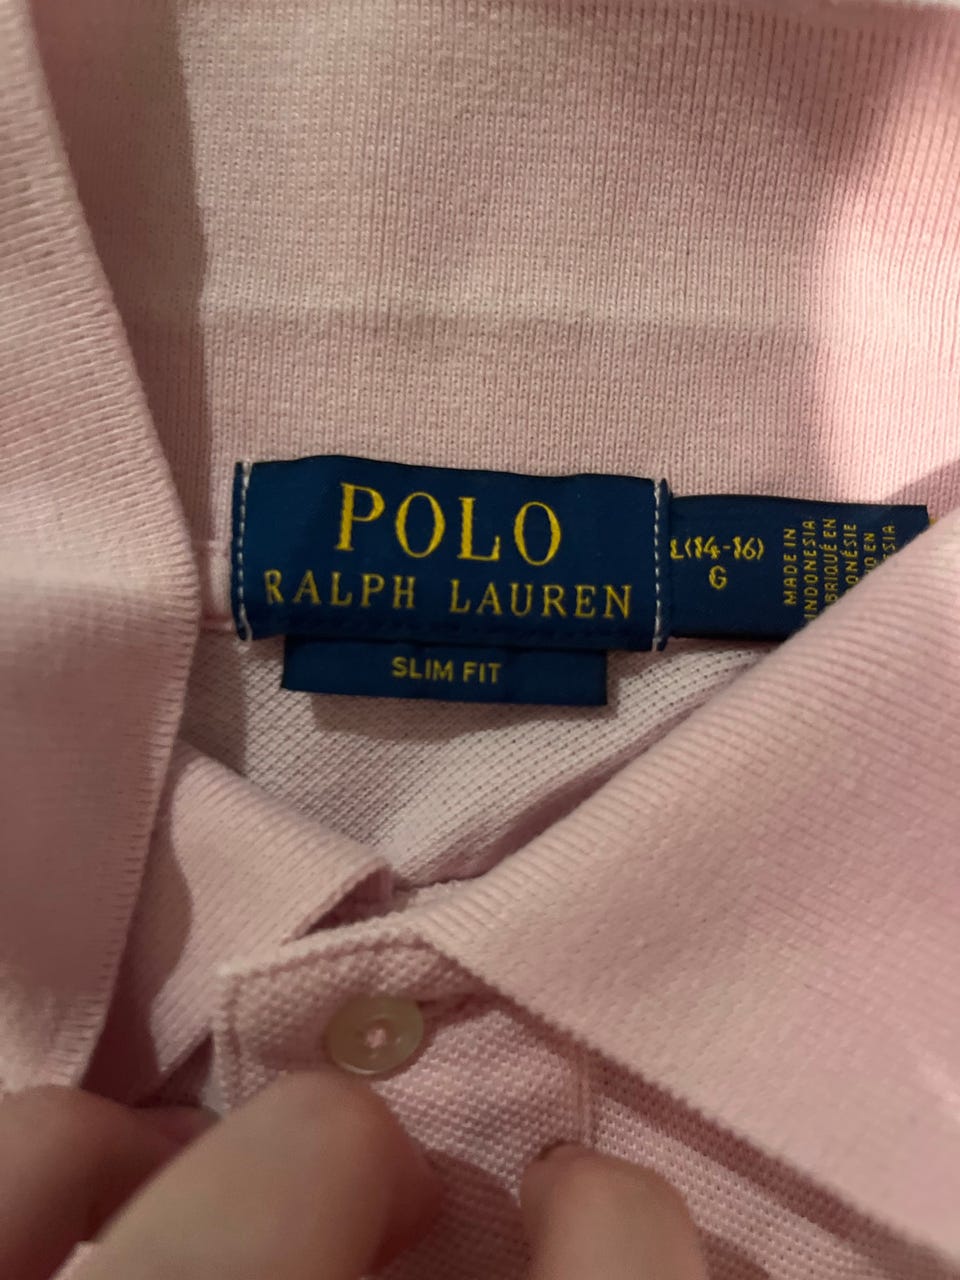 POLO
RALPH LAUREN
SLIM FIT
L(14-16)
G
MADE IN
INDONESIA